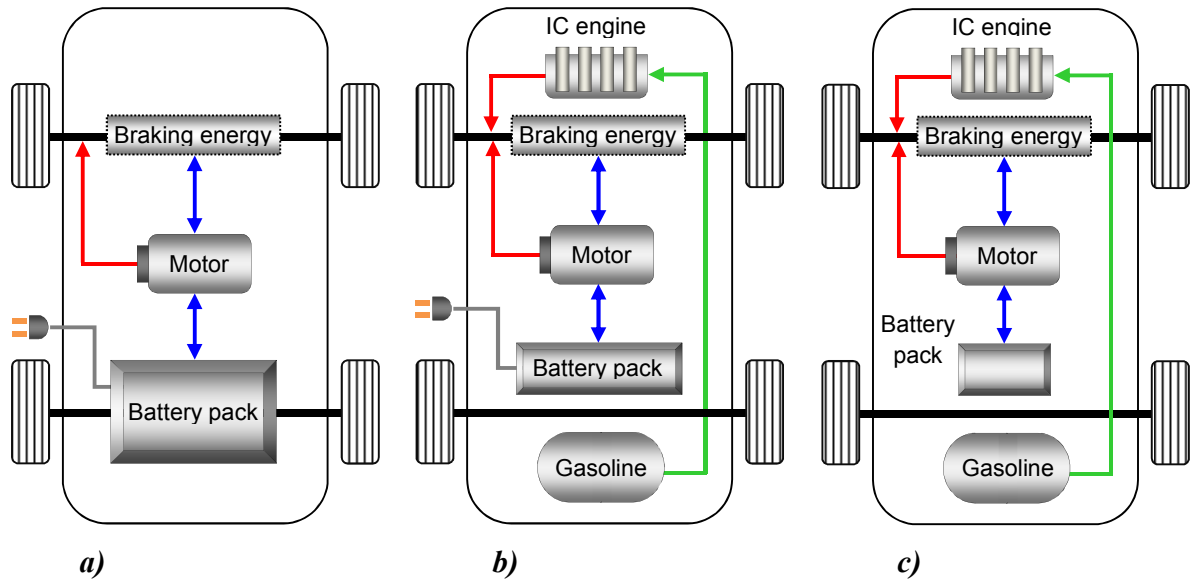 Braking energy
Motor
Battery pack
a)
IC engine
Braking energy
Motor
Battery pack
Gasoline
b)
IC engine
Braking energy
Motor
Battery
pack
Gasoline
c)